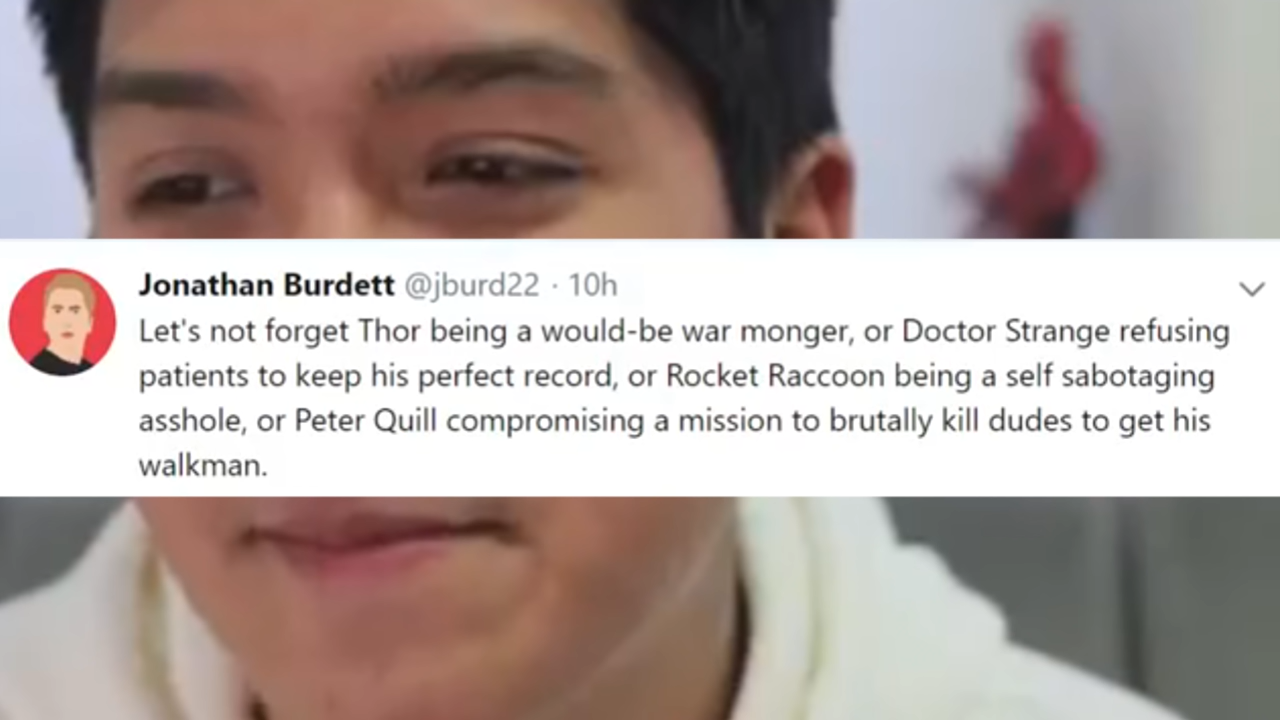 Jonathan Burdett @jburd22 · 10h
Let's not forget Thor being a would-be war monger, or Doctor Strange refusing
patients to keep his perfect record, or Rocket Raccoon being a self sabotaging
asshole, or Peter Quill compromising a mission to brutally kill dudes to get his
walkman.